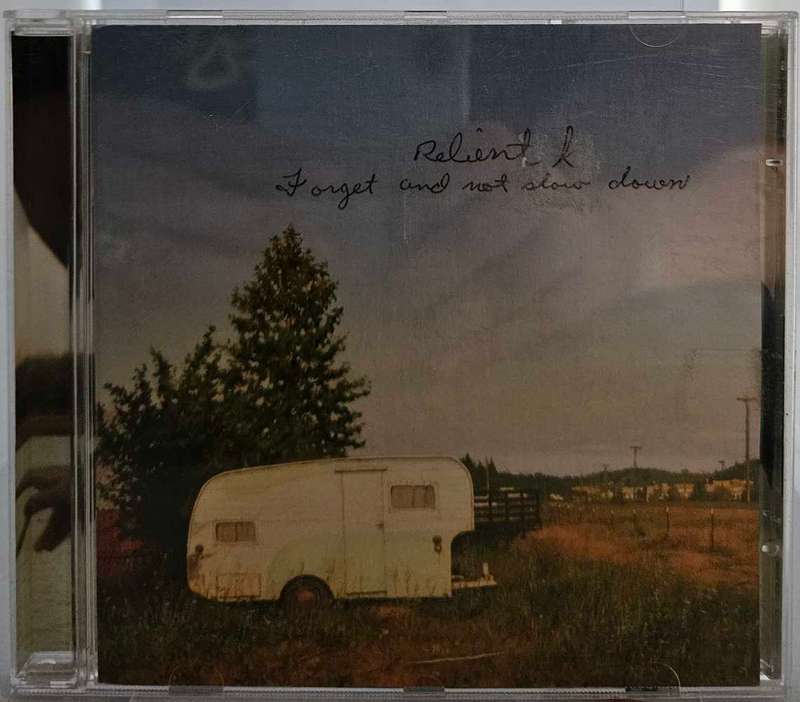 Relient k
Forget and not slow down